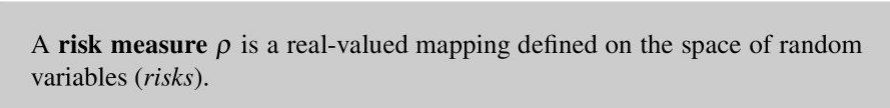 A risk measure ρ is a real-valued mapping defined on the space of random
variables (risks).